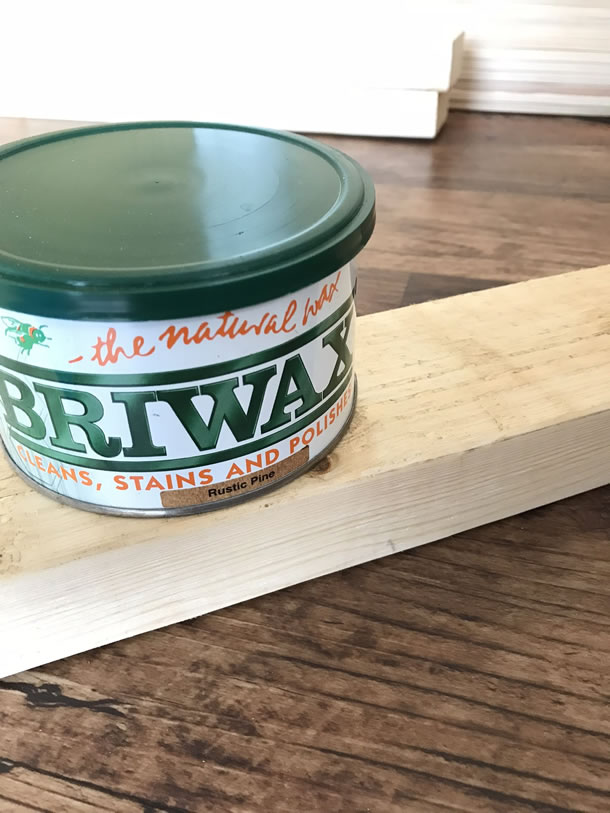 - the natural wax
BRIWAX
CLEANS, STAINS AND POLISHES
Rustic Pine